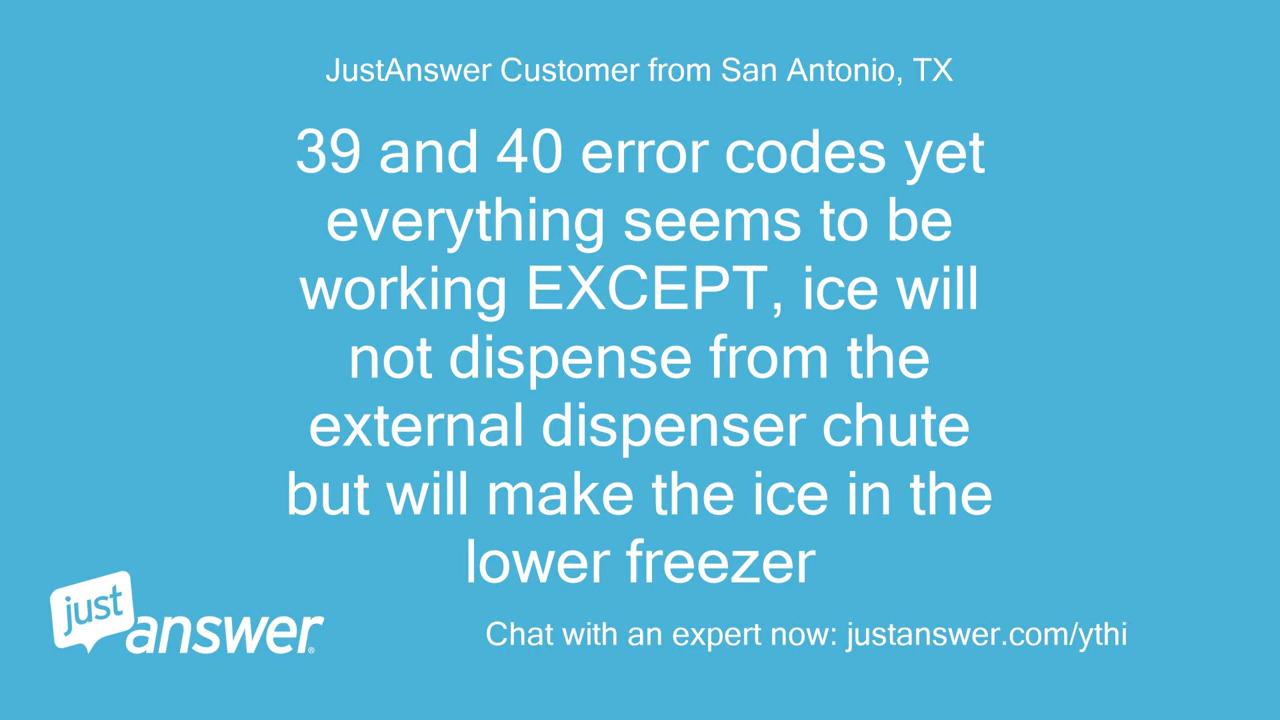 JustAnswer Customer from San Antonio, TX
39 and 40 error codes yet
everything seems to be
working EXCEPT, ice will
not dispense from the
external dispenser chute
but will make the ice in the
lower freezer
just
answer®
Chat with an expert now: justanswer.com/ythi